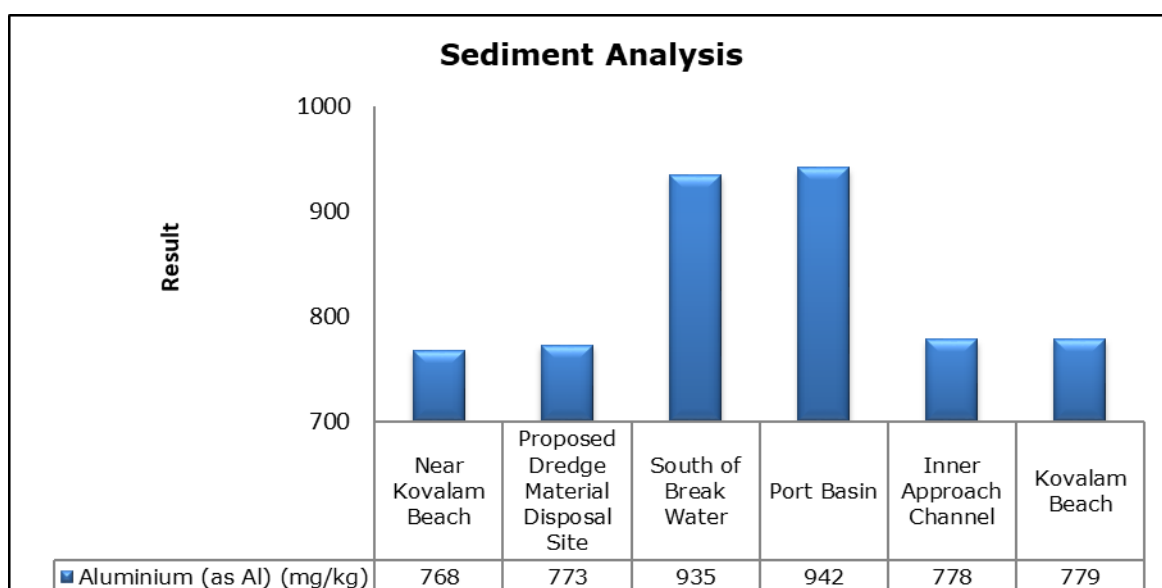 Sediment Analysis
1000
900
800
700
Result
Near
Kovalam
Beach
Proposed
Dredge
Material
Disposal
Site
South of
Break
Water
Port Basin
Inner
Approach
Channel
Kovalam
Beach
Aluminium (as Al) (mg/kg) 768 773 935 942 778 779